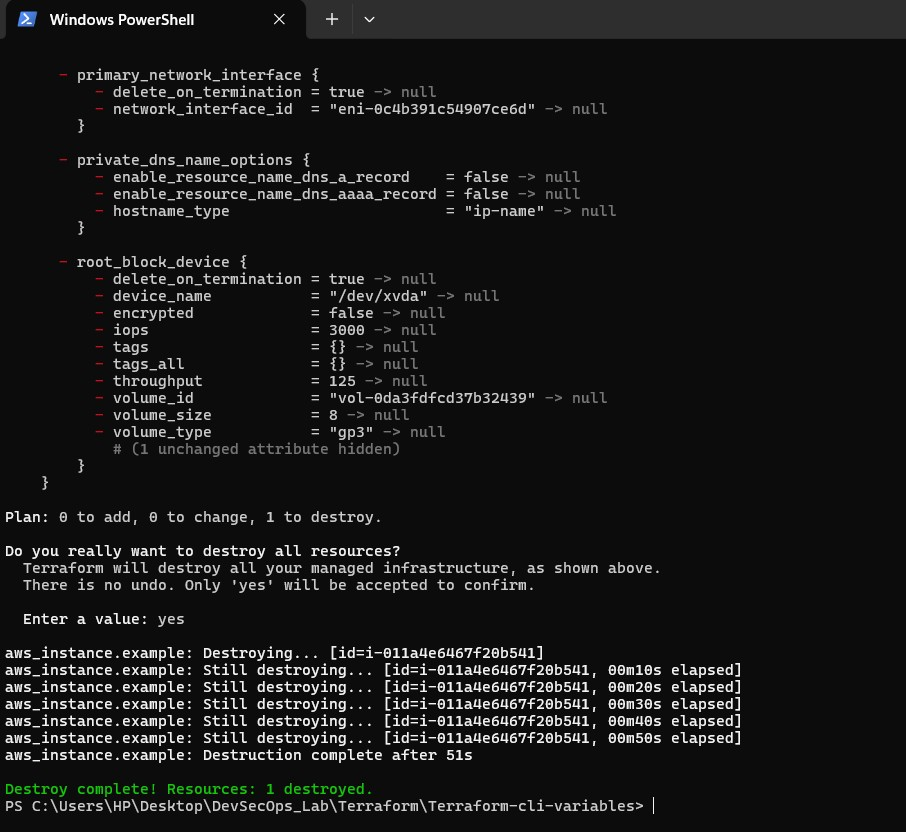 Windows PowerShell
- primary_network_interface {
- delete_on_termination = true -> null
- network_interface_id  = "eni-0c4b391c54907ce6d" -> null
}
- private_dns_name_options {
- enable_resource_name_dns_a_record    = false -> null
- enable_resource_name_dns_aaaa_record = false -> null
- hostname_type                        = "ip-name" -> null
}
- root_block_device {
- delete_on_termination = true -> null
- device_name           = "/dev/xvda" -> null
- encrypted             = false -> null
- iops                  = 3000 -> null
- tags                  = {} -> null
- tags_all              = {} -> null
- throughput            = 125 -> null
- volume_id             = "vol-0da3fdfcd37b32439" -> null
- volume_size           = 8 -> null
- volume_type           = "gp3" -> null
# (1 unchanged attribute hidden)
}
}
Plan: 0 to add, 0 to change, 1 to destroy.
Do you really want to destroy all resources?
Terraform will destroy all your managed infrastructure, as shown above.
There is no undo. Only 'yes' will be accepted to confirm.
Enter a value: yes
aws_instance.example: Destroying... [id=i-011a4e6467f20b541]
aws_instance.example: Still destroying... [id=i-011a4e6467f20b541, 00m10s elapsed]
aws_instance.example: Still destroying... [id=i-011a4e6467f20b541, 00m20s elapsed]
aws_instance.example: Still destroying... [id=i-011a4e6467f20b541, 00m30s elapsed]
aws_instance.example: Still destroying... [id=i-011a4e6467f20b541, 00m40s elapsed]
aws_instance.example: Still destroying... [id=i-011a4e6467f20b541, 00m50s elapsed]
aws_instance.example: Destruction complete after 51s
Destroy complete! Resources: 1 destroyed.
PS C:\Users\HP\Desktop\DevSecOps_Lab\Terraform\Terraform-cli-variables>